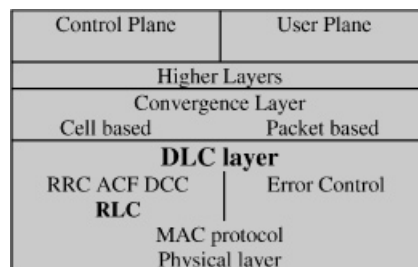 Control Plane User Plane
Higher Layers
Convergence Layer
Cell based Packet based
DLC layer
RRC ACF DCC Error Control
RLC
MAC protocol
Physical layer